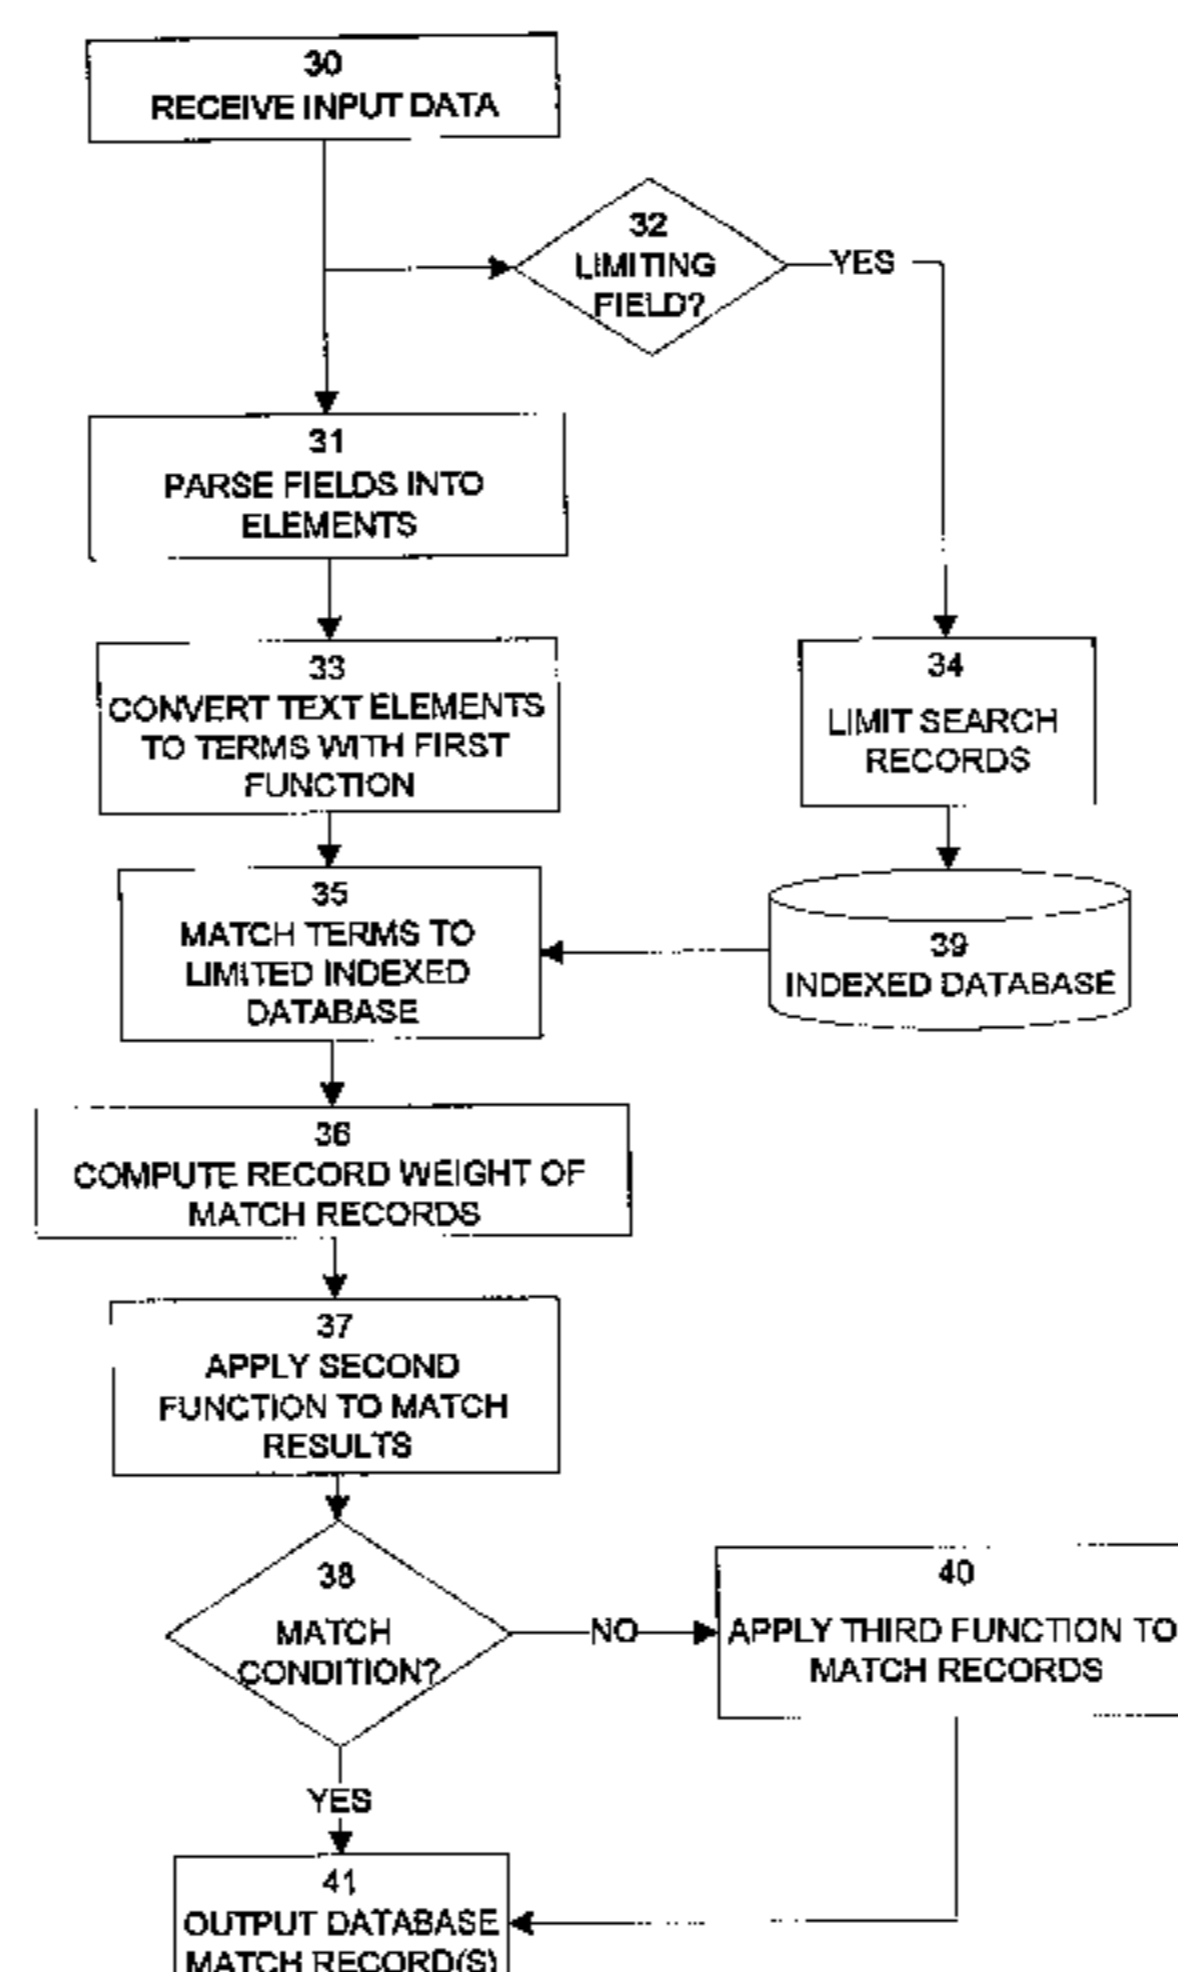 30
RECEIVE INPUT DATA
32
LIMITING
FIELD?
YES
31
PARSE FIELDS INTO
ELEMENTS
33
CONVERT TEXT ELEMENTS
TO TERMS WITH FIRST
FUNCTION
34
LIMIT SEARCH
RECORDS
35
MATCH TERMS TO
LIMITED INDEXED
DATABASE
39
INDEXED DATABASE
36
COMPUTE RECORD WEIGHT OF
MATCH RECORDS
37
APPLY SECOND
FUNCTION TO MATCH
RESULTS
38
MATCH
CONDITION?
NO
40
APPLY THIRD FUNCTION TO
MATCH RECORDS
YES
41
OUTPUT DATABASE
MATCH RECORD(S)